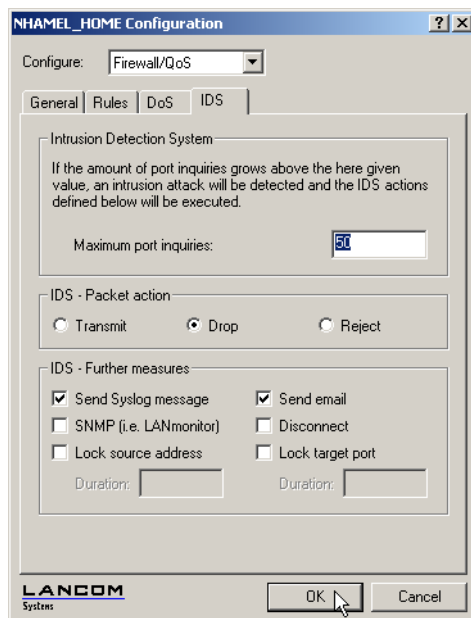 NHAMEL_HOME Configuration
Configure: Firewall/QoS
General Rules DoS IDS
Intrusion Detection System
If the amount of port inquiries grows above the here given
value, an intrusion attack will be detected and the IDS actions
defined below will be executed.
Maximum port inquiries: 50
IDS - Packet action
Transmit Drop Reject
IDS - Further measures
Send Syslog message Send email
SNMP (i.e. LANmonitor) Disconnect
Lock source address Lock target port
Duration: Duration:
LANCOM
Systems
OK Cancel